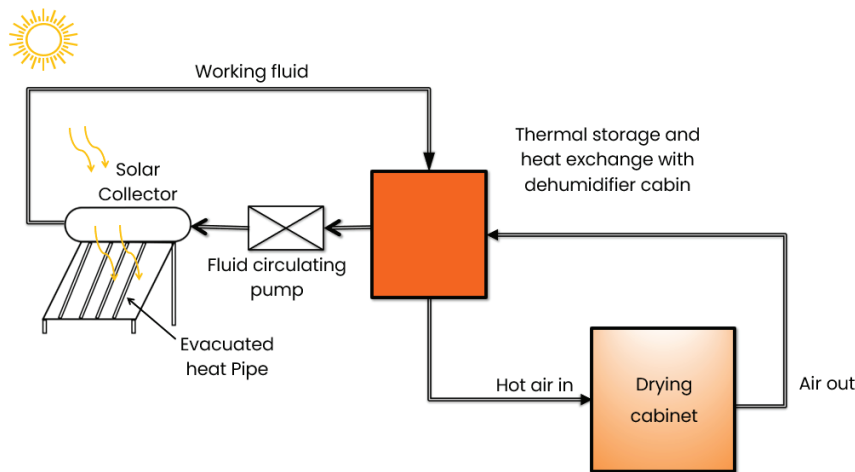 Working fluid
Thermal storage and
heat exchange with
dehumidifier cabin
Solar
Collector
Fluid circulating
pump
Evacuated
heat Pipe
Hot air in
Drying
cabinet
Air out